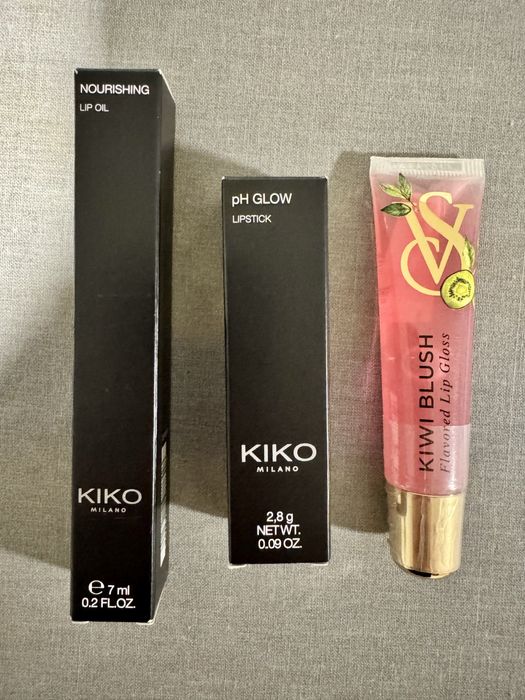 NOURISHING
LIP OIL
KIKO
MILANO
℮ 7 ml
0.2 FL.OZ.
pH GLOW
LIPSTICK
KIKO
MILANO
2,8 g
NET WT.
0.09 OZ.
VS
KIWI BLUSH
Flavored Lip Gloss